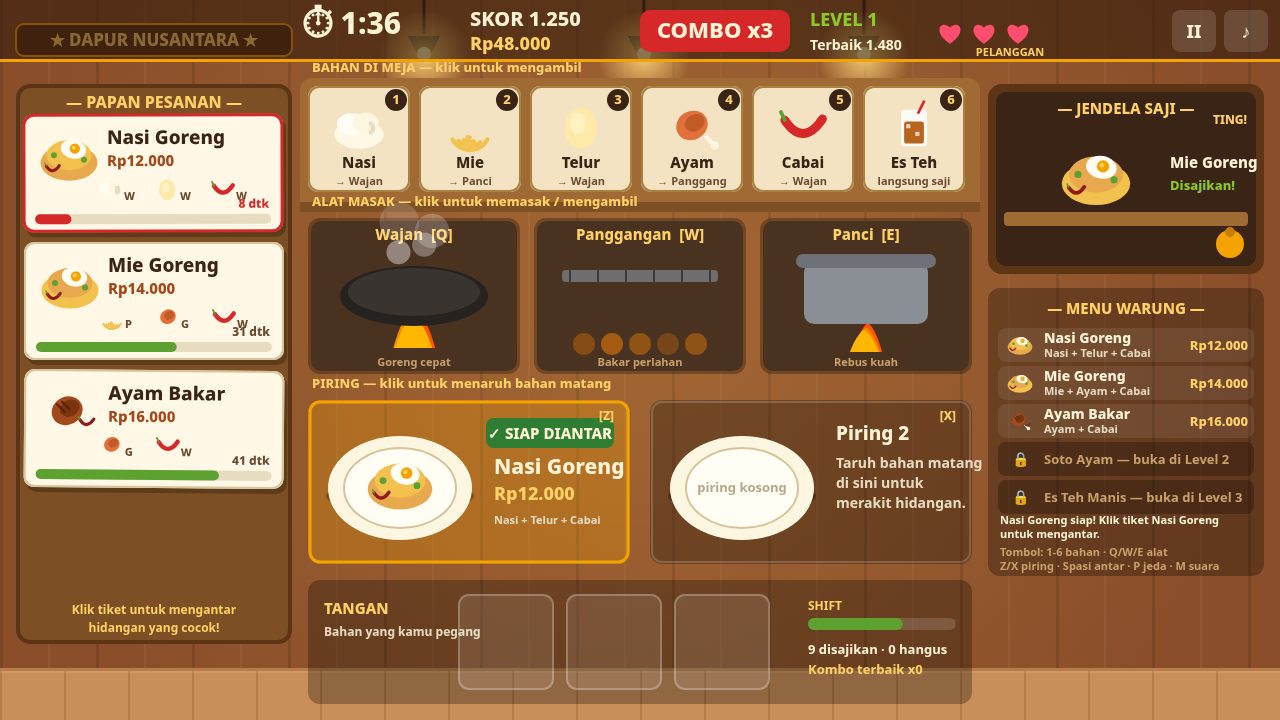 ★ DAPUR NUSANTARA ★
1:36
SKOR 1.250
Rp48.000
COMBO x3
LEVEL 1
Terbaik 1.480
PELANGGAN
II
♪
— PAPAN PESANAN —
Nasi Goreng
Rp12.000
W
W
W
8 dtk
Mie Goreng
Rp14.000
P
G
W
31 dtk
Ayam Bakar
Rp16.000
G
W
41 dtk
Klik tiket untuk mengantar
hidangan yang cocok!
BAHAN DI MEJA — klik untuk mengambil
1
Nasi
→ Wajan
2
Mie
→ Panci
3
Telur
→ Wajan
4
Ayam
→ Panggang
5
Cabai
→ Wajan
6
Es Teh
langsung saji
ALAT MASAK — klik untuk memasak / mengambil
Wajan [Q]
Goreng cepat
Panggangan [W]
Bakar perlahan
Panci [E]
Rebus kuah
PIRING — klik untuk menaruh bahan matang
[Z]
✓ SIAP DIANTAR
Nasi Goreng
Rp12.000
Nasi + Telur + Cabai
[X]
piring kosong
Piring 2
Taruh bahan matang
di sini untuk
merakit hidangan.
TANGAN
Bahan yang kamu pegang
SHIFT
9 disajikan · 0 hangus
Kombo terbaik x0
— JENDELA SAJI —
TING!
Mie Goreng
Disajikan!
— MENU WARUNG —
Nasi Goreng
Nasi + Telur + Cabai
Rp12.000
Mie Goreng
Mie + Ayam + Cabai
Rp14.000
Ayam Bakar
Ayam + Cabai
Rp16.000
Soto Ayam — buka di Level 2
Es Teh Manis — buka di Level 3
Nasi Goreng siap! Klik tiket Nasi Goreng
untuk mengantar.
Tombol: 1-6 bahan · Q/W/E alat
Z/X piring · Spasi antar · P jeda · M suara